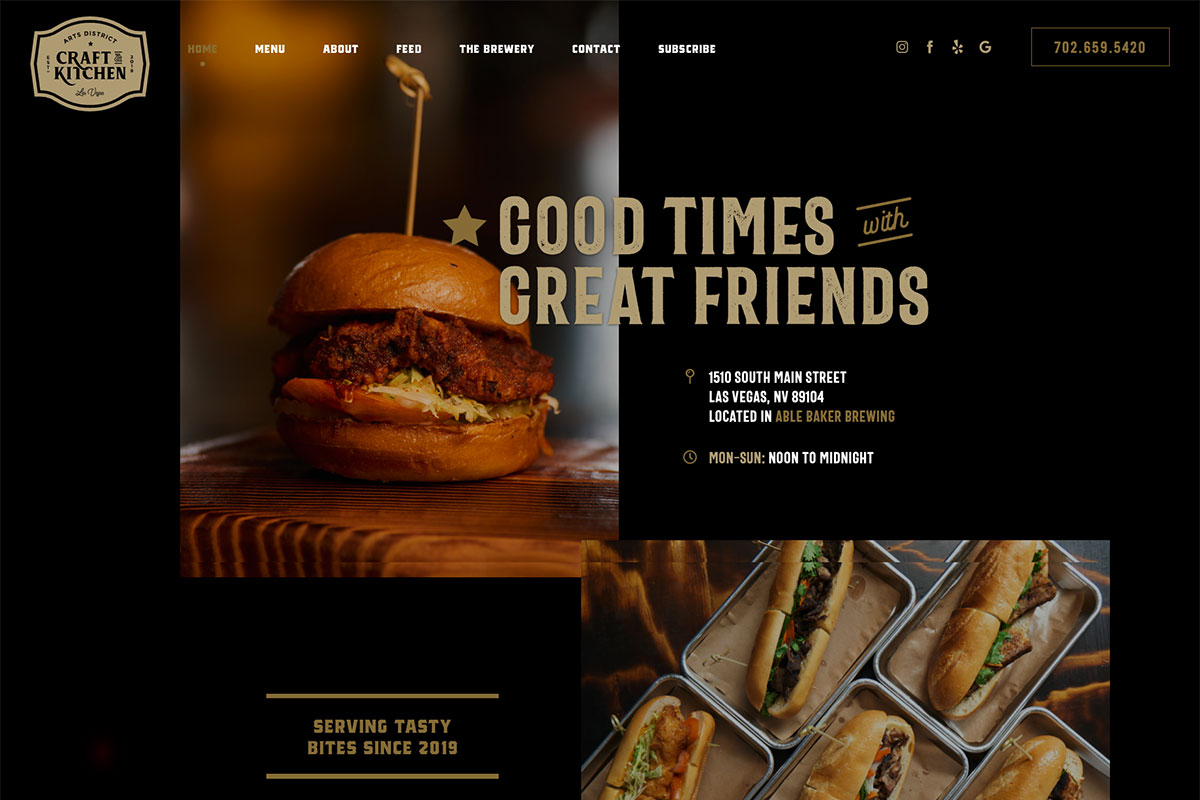 ARTS DISTRICT
EST.
CRAFT
KITCHEN
2019
Las Vegas
HOME
MENU
ABOUT
FEED
THE BREWERY
CONTACT
SUBSCRIBE
702.659.5420
GOOD TIMES with
GREAT FRIENDS
1510 SOUTH MAIN STREET
LAS VEGAS, NV 89104
LOCATED IN ABLE BAKER BREWING
MON-SUN: NOON TO MIDNIGHT
SERVING TASTY
BITES SINCE 2019